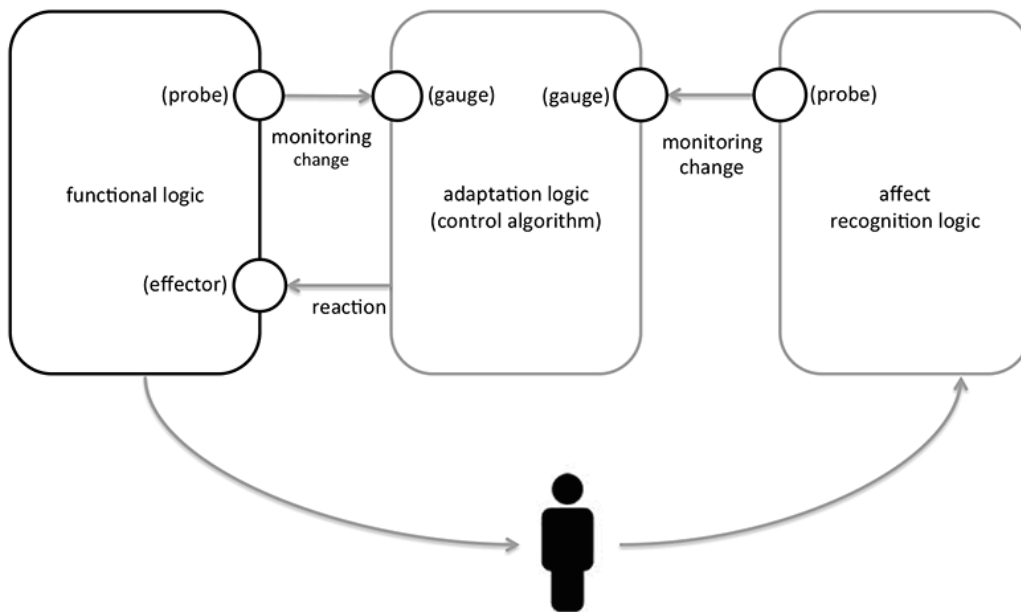 (probe)
(gauge)
(gauge)
(probe)
monitoring
change
monitoring
change
functional logic
adaptation logic
(control algorithm)
affect
recognition logic
(effector)
reaction